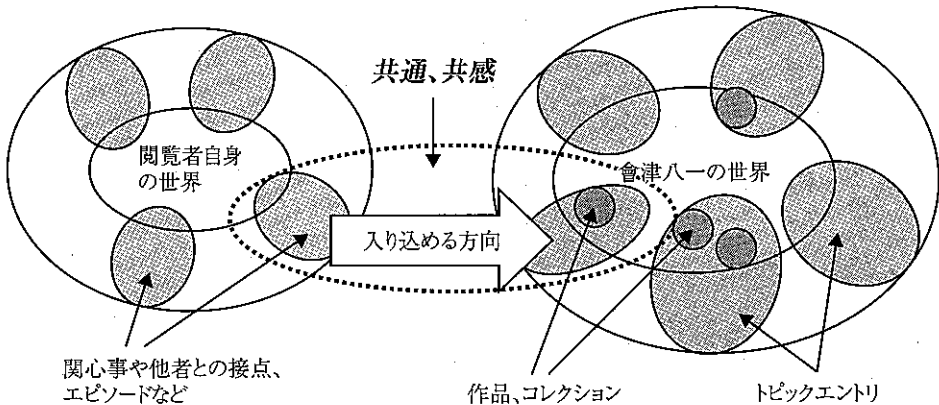 共通、共感
閲覧者自身
の世界
會津八一の世界
入り込める方向
関心事や他者との接点、
エピソードなど
作品、コレクション
トピックエントリ